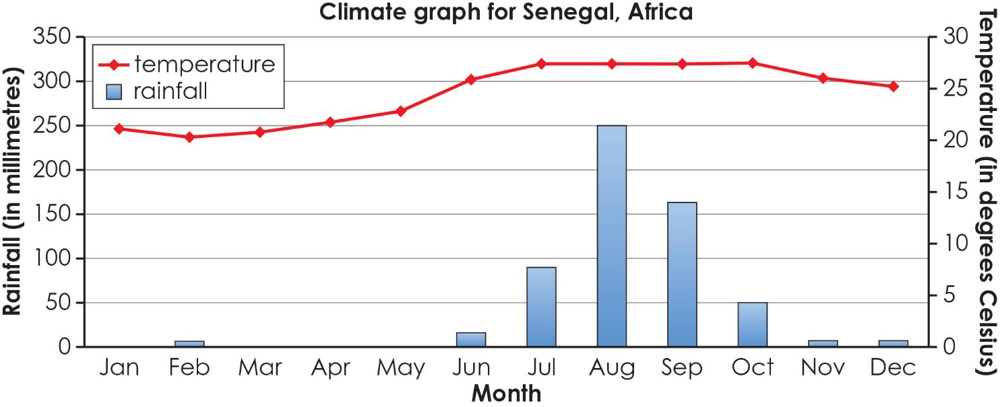 Climate graph for Senegal, Africa
Rainfall (in millimetres)
350
300
250
200
150
100
50
0
temperature
rainfall
30
25
20
15
10
5
0
Temperature (in degrees Celsius)
Jan Feb Mar Apr May Jun Jul Aug Sep Oct Nov Dec
Month